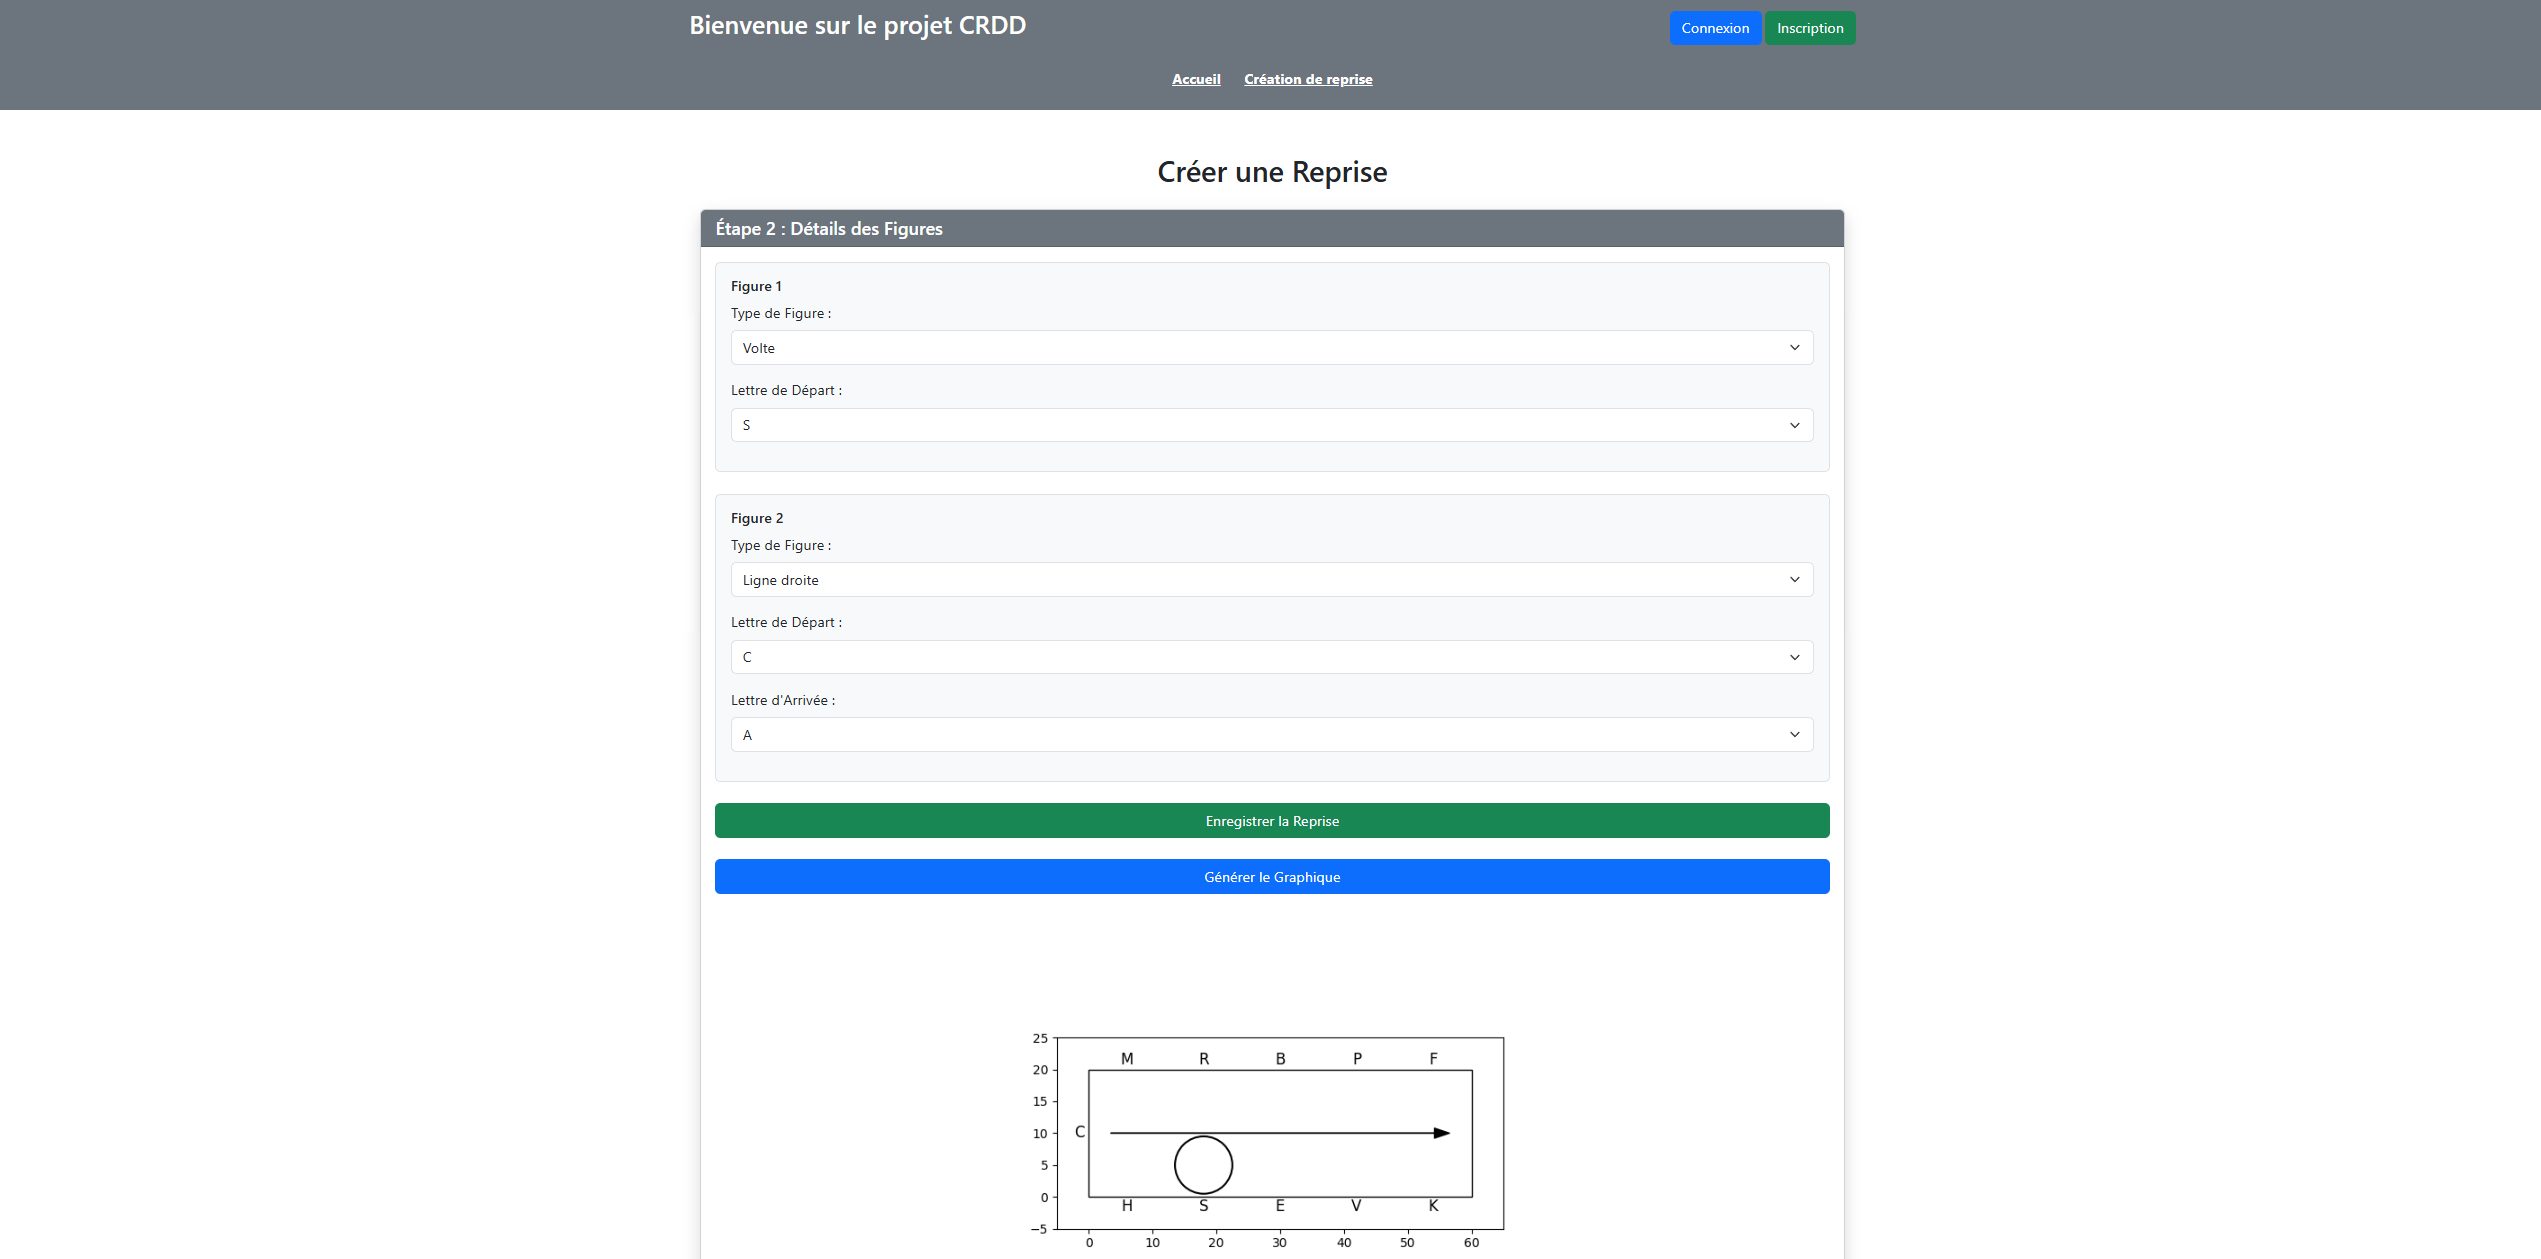 Bienvenue sur le projet CRDD
Connexion
Inscription
Accueil
Création de reprise
Créer une Reprise
Étape 2 : Détails des Figures
Figure 1
Type de Figure :
Volte
Lettre de Départ :
S
Figure 2
Type de Figure :
Ligne droite
Lettre de Départ :
C
Lettre d'Arrivée :
A
Enregistrer la Reprise
Générer le Graphique
25
M R B P F
20
15
10 C
5
0
H S E V K
−5
0 10 20 30 40 50 60